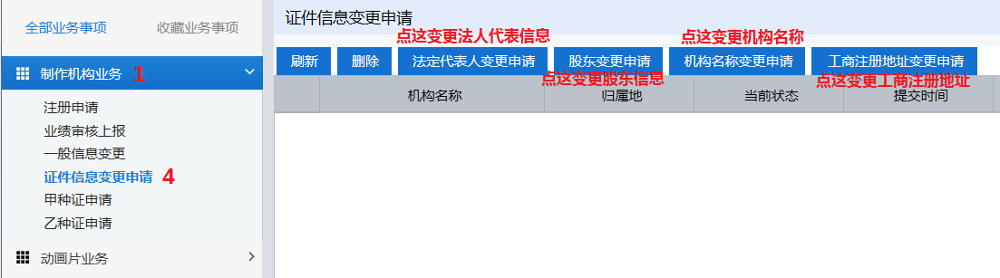 全部业务事项 收藏业务事项
制作机构业务 1
注册申请
业绩审核上报
一般信息变更
证件信息变更申请 4
甲种证申请
乙种证申请
动画片业务
证件信息变更申请
点这变更法人代表信息 点这变更机构名称
刷新 删除 法定代表人变更申请 股东变更申请 机构名称变更申请 工商注册地址变更申请
点这变更股东信息 点这变更工商注册地址
机构名称 归属地 当前状态 提交时间